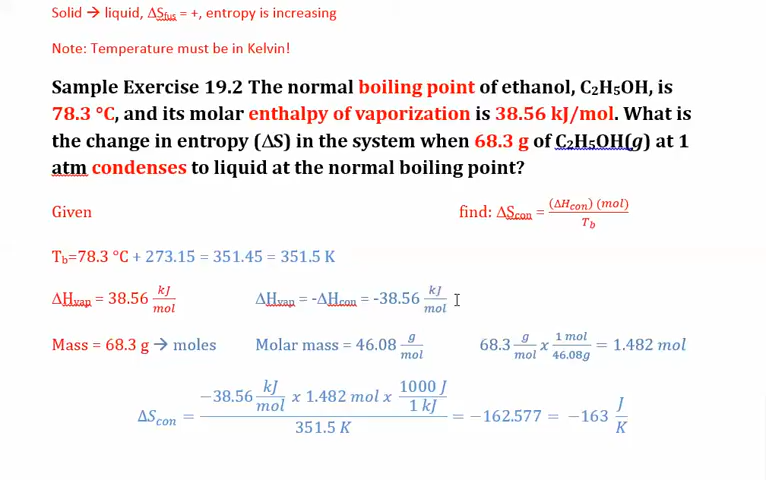 Solid → liquid, ΔSfus = +, entropy is increasing
Note: Temperature must be in Kelvin!
Sample Exercise 19.2 The normal boiling point of ethanol, C₂H₅OH, is
78.3 °C, and its molar enthalpy of vaporization is 38.56 kJ/mol. What is
the change in entropy (ΔS) in the system when 68.3 g of C₂H₅OH(g) at 1
atm condenses to liquid at the normal boiling point?
Given find: ΔScon = (ΔHcon) (mol) / Tb
Tb=78.3 °C + 273.15 = 351.45 = 351.5 K
ΔHvap = 38.56 kJ/mol ΔHvap = -ΔHcon = -38.56 kJ/mol
Mass = 68.3 g → moles Molar mass = 46.08 g/mol 68.3 g/mol x 1 mol/46.08g = 1.482 mol
ΔScon = −38.56 kJ/mol x 1.482 mol x 1000 J/1 kJ / 351.5 K = −162.577 = −163 J/K